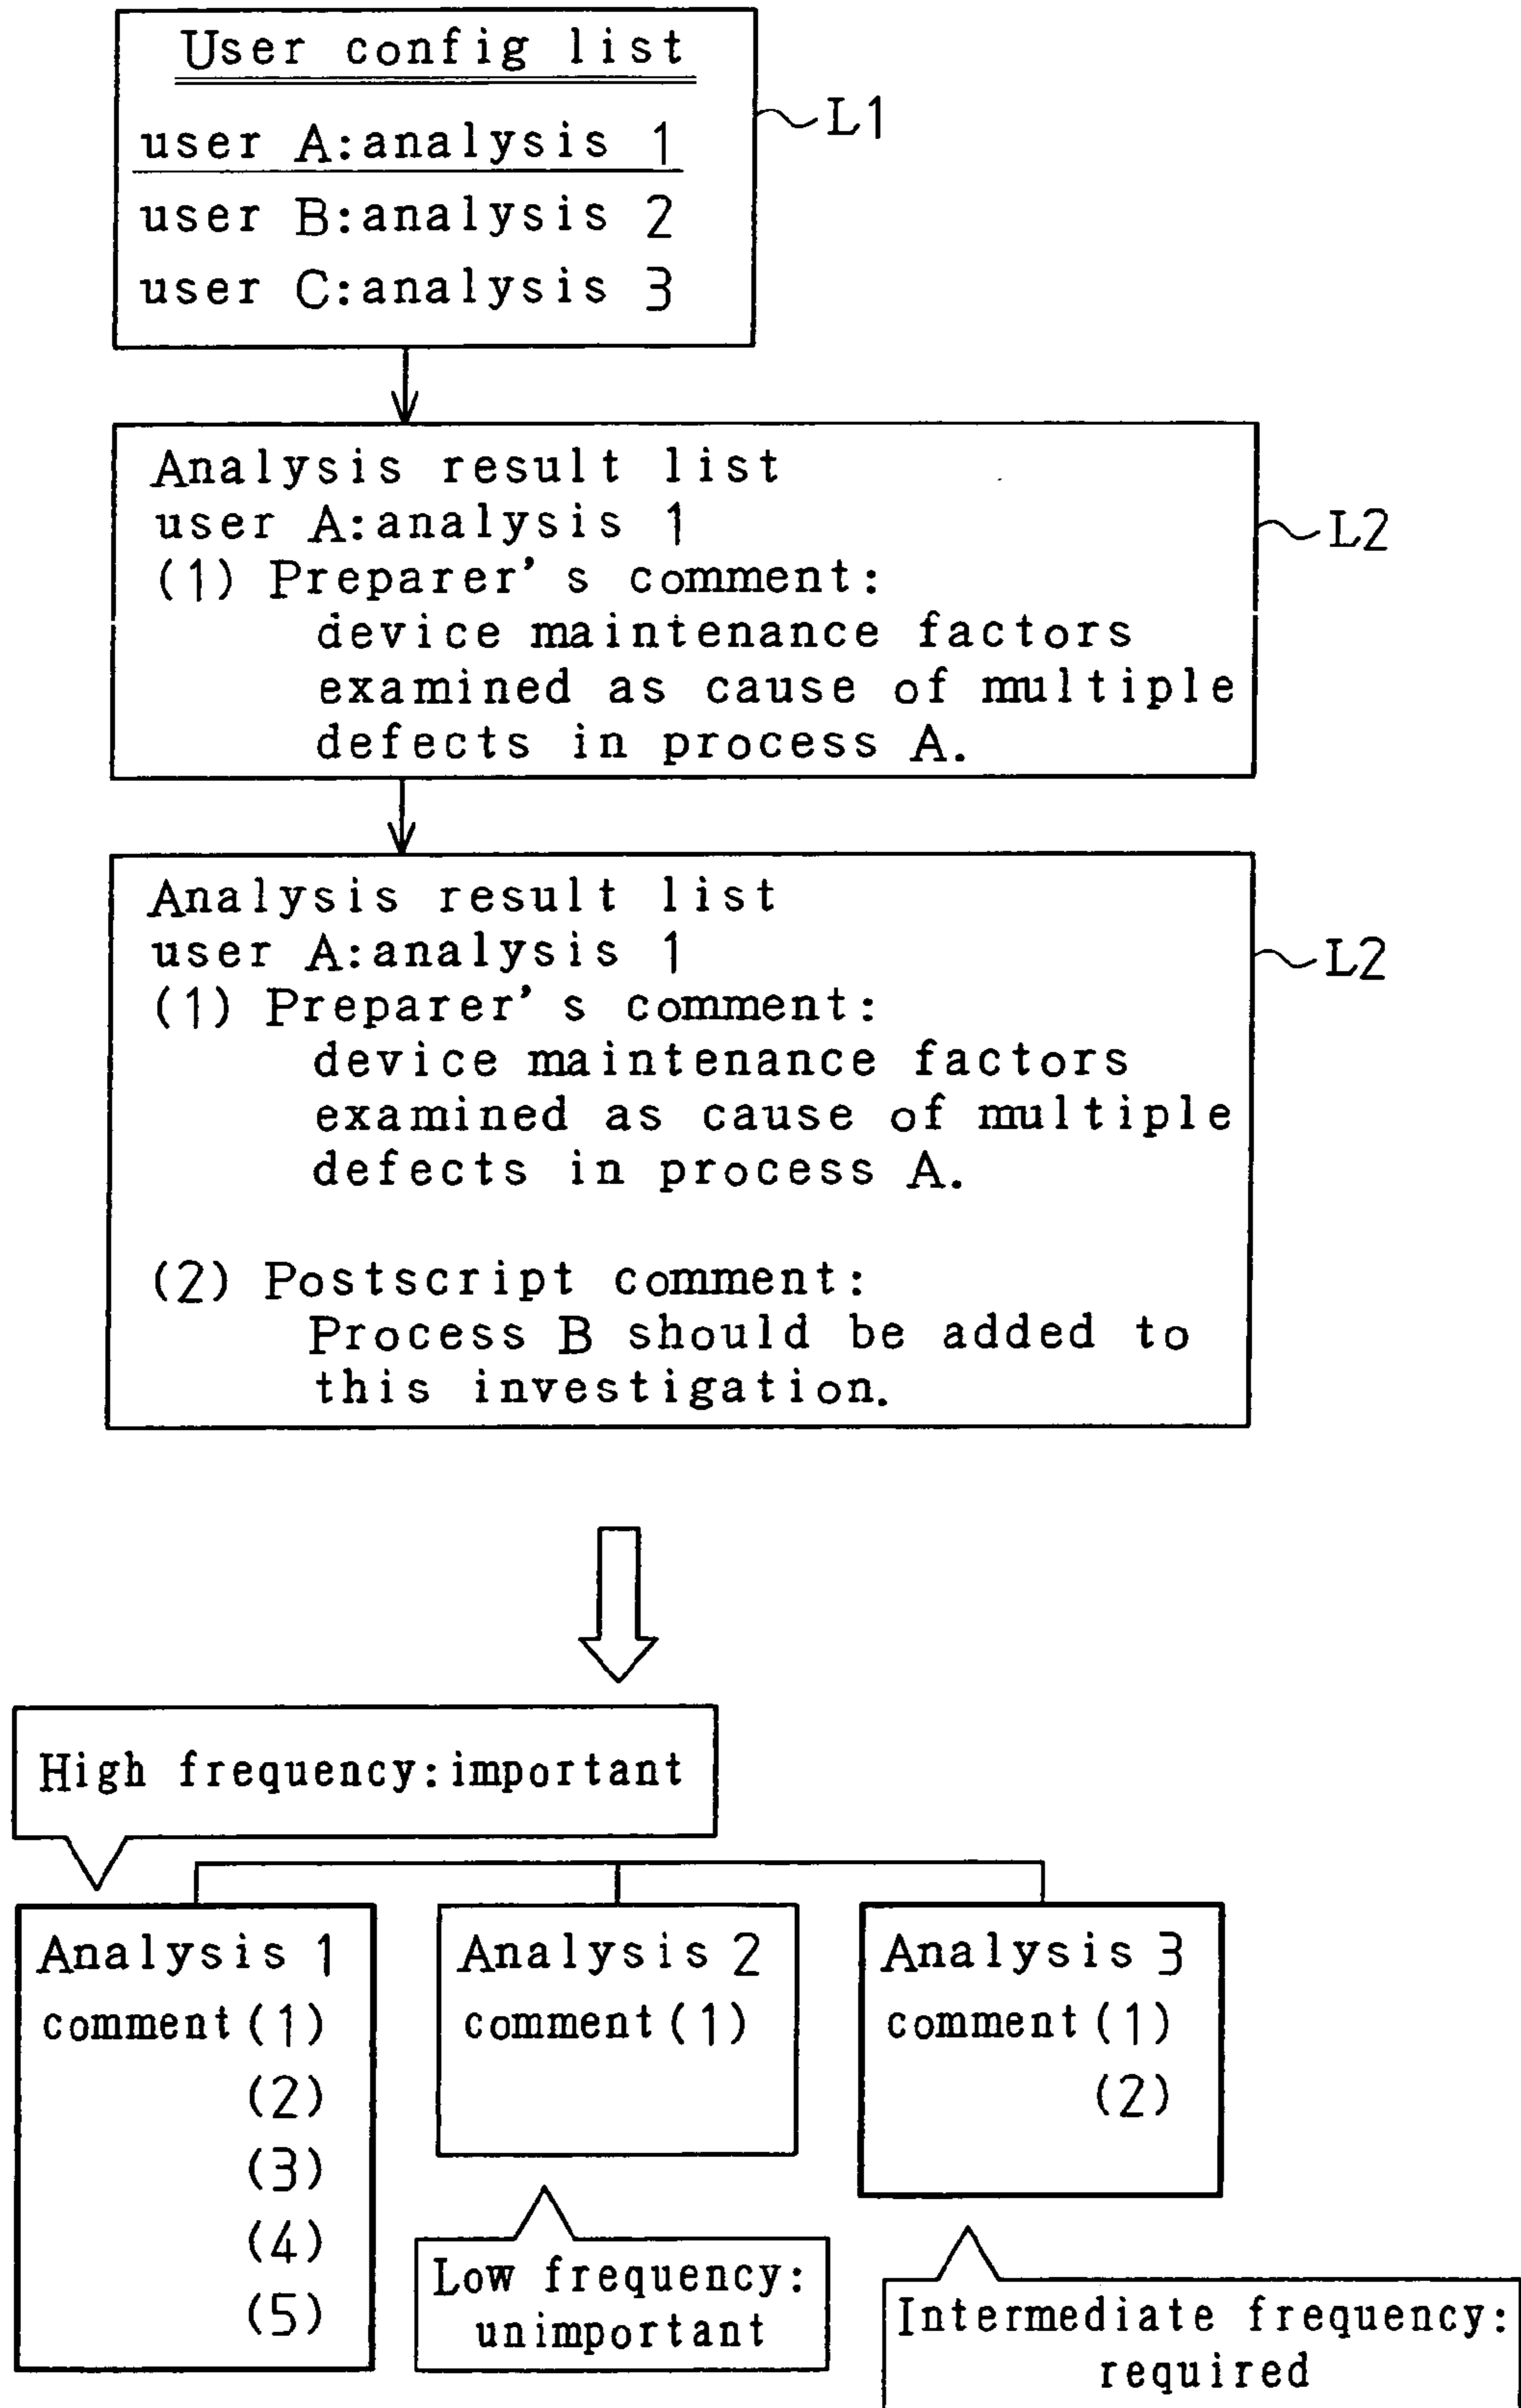 User config list
user A:analysis 1
user B:analysis 2
user C:analysis 3
L1
Analysis result list
user A:analysis 1
(1) Preparer's comment:
device maintenance factors
examined as cause of multiple
defects in process A.
L2
Analysis result list
user A:analysis 1
(1) Preparer's comment:
device maintenance factors
examined as cause of multiple
defects in process A.
(2) Postscript comment:
Process B should be added to
this investigation.
L2
High frequency:important
Analysis 1
comment(1)
(2)
(3)
(4)
(5)
Analysis 2
comment(1)
Low frequency:
unimportant
Analysis 3
comment(1)
(2)
Intermediate frequency:
required